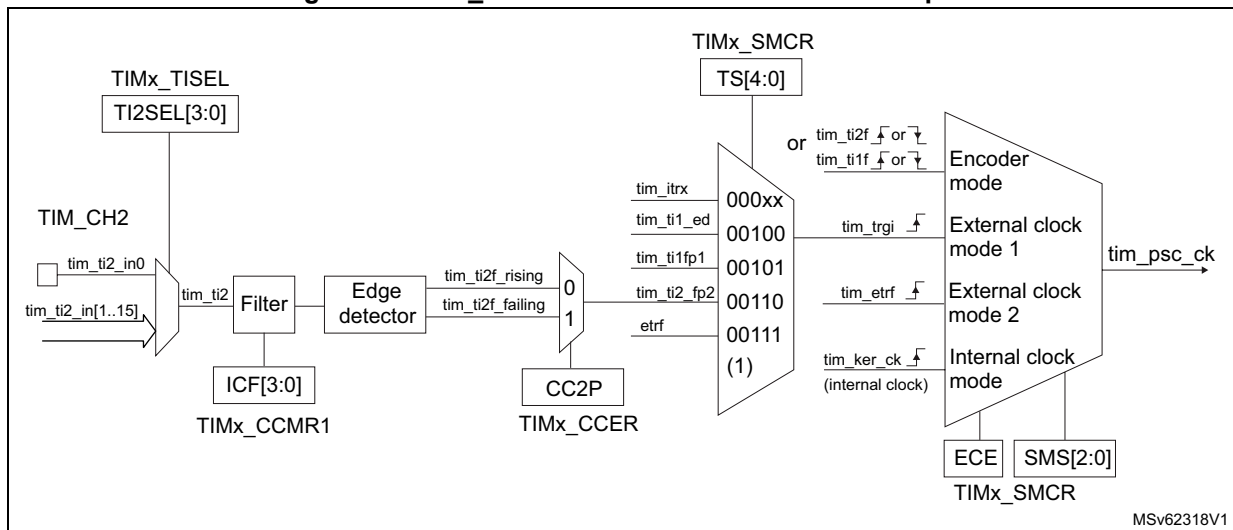 TIMx_SMCR
TS[4:0]
TIMx_TISEL
TI2SEL[3:0]
or
tim_ti2f or
tim_ti1f or
Encoder
mode
TIM_CH2
tim_itrx
000xx
tim_ti1_ed
00100
tim_trgi
External clock
mode 1
tim_psc_ck
tim_ti2_in0
tim_ti1fp1
00101
tim_ti2
Filter
Edge
detector
tim_ti2f_rising
0
tim_ti2f_failing
1
tim_ti2_fp2
00110
tim_etrf
External clock
mode 2
tim_ti2_in[1..15]
etrf
00111
(1)
tim_ker_ck
(internal clock)
Internal clock
mode
ICF[3:0]
TIMx_CCMR1
CC2P
TIMx_CCER
ECE
SMS[2:0]
TIMx_SMCR
MSv62318V1